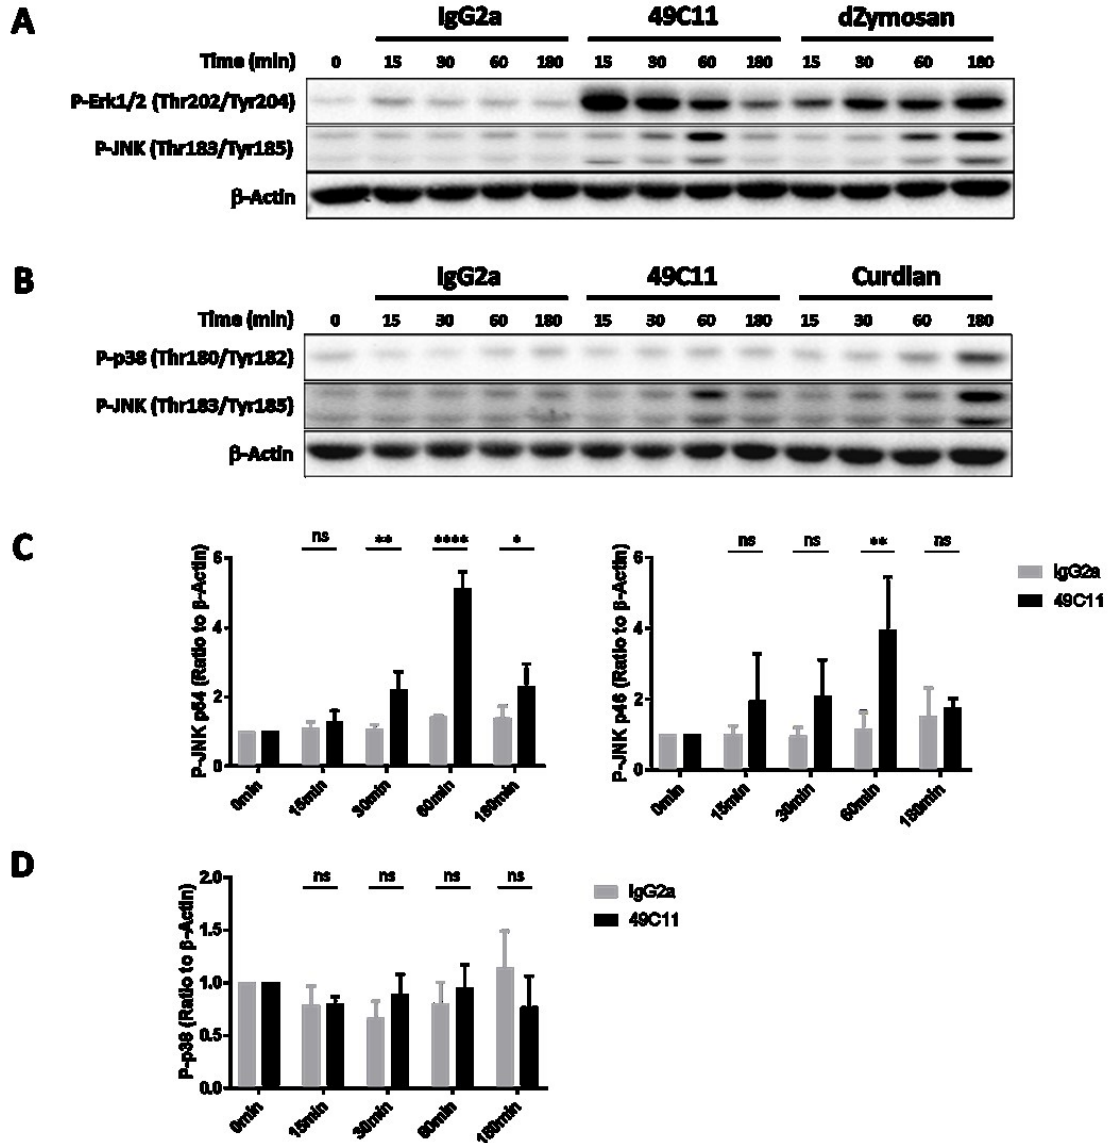 A
IgG2a 49C11 dZymosan
Time (min) 0 15 30 60 180 15 30 60 180 15 30 60 180
P-Erk1/2 (Thr202/Tyr204)
P-JNK (Thr183/Tyr185)
β-Actin
B
IgG2a 49C11 Curdlan
Time (min) 0 15 30 60 180 15 30 60 180 15 30 60 180
P-p38 (Thr180/Tyr182)
P-JNK (Thr183/Tyr185)
β-Actin
C
P-JNK p54 (Ratio to β-Actin)
ns ** **** *
6
4
2
0
0min 15min 30min 60min 180min
P-JNK p46 (Ratio to β-Actin)
ns ns ** ns
6
4
2
0
0min 15min 30min 60min 180min
IgG2a
49C11
D
P-p38 (Ratio to β-Actin)
ns ns ns ns
2.0
1.5
1.0
0.5
0.0
0min 15min 30min 60min 180min
IgG2a
49C11